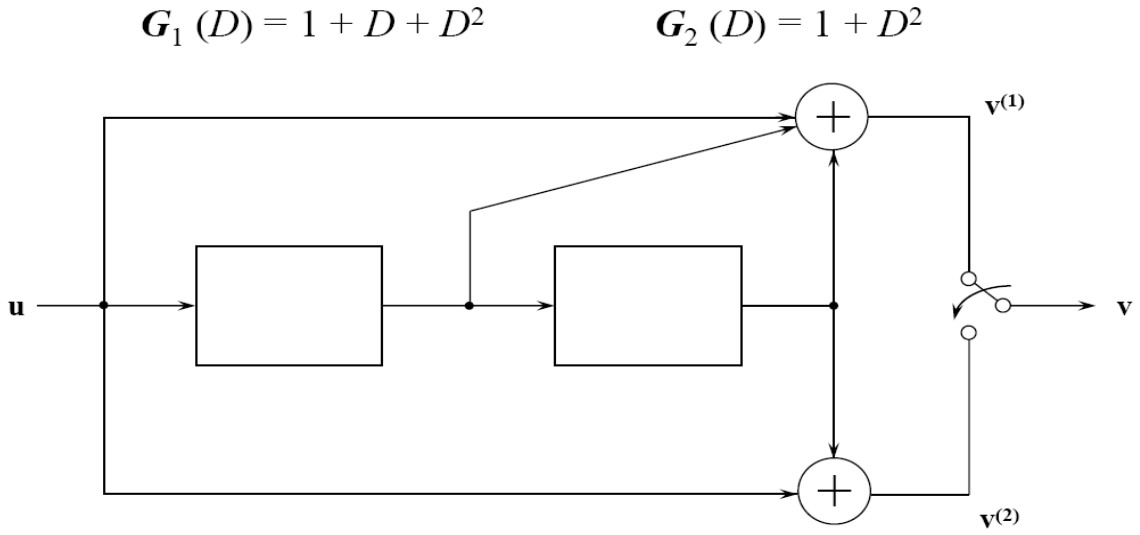 G₁ (D) = 1 + D + D² G₂ (D) = 1 + D²
+ v⁽¹⁾
u v
+ v⁽²⁾